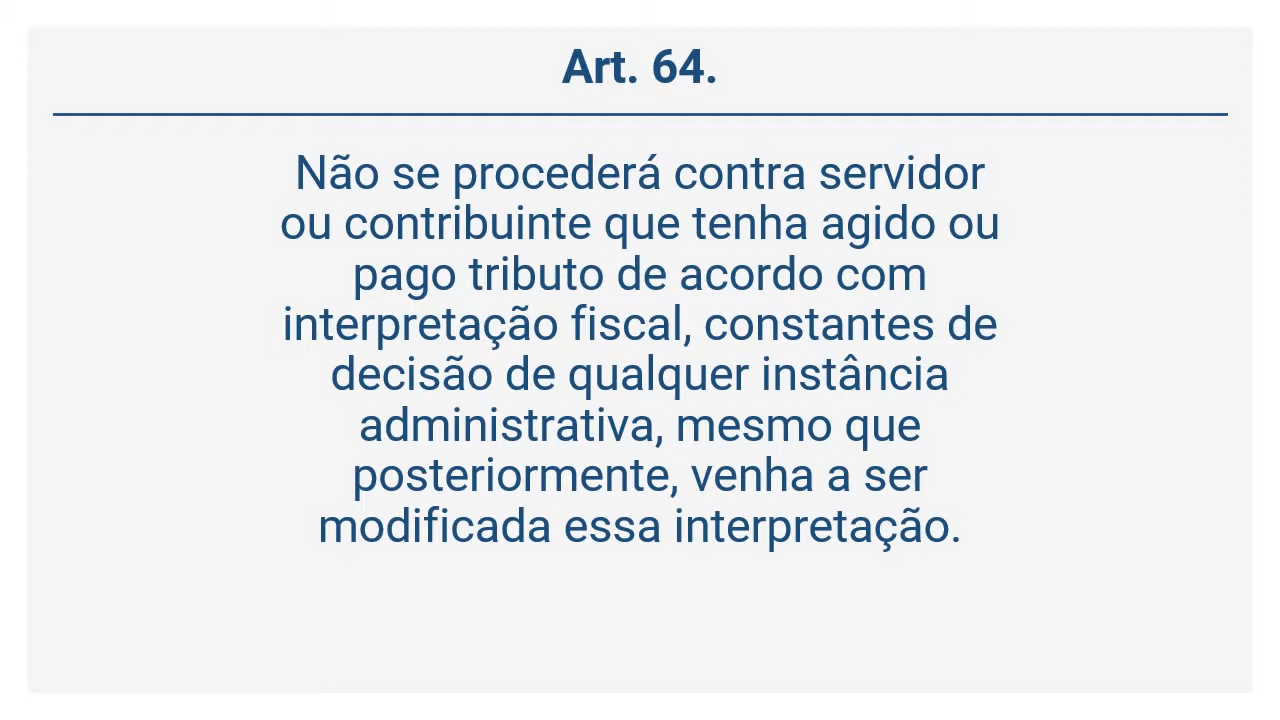 Art. 64.
Não se procederá contra servidor
ou contribuinte que tenha agido ou
pago tributo de acordo com
interpretação fiscal, constantes de
decisão de qualquer instância
administrativa, mesmo que
posteriormente, venha a ser
modificada essa interpretação.